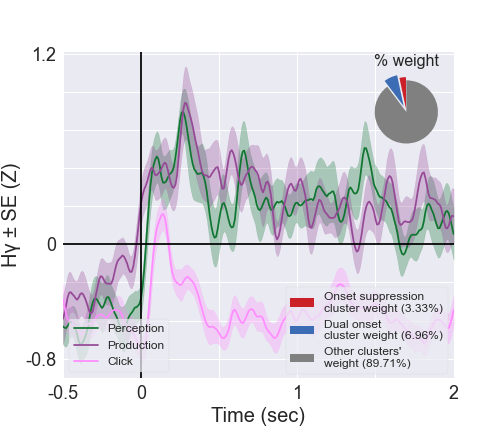 % weight
1.2
0
-0.8
Hγ ± SE (Z)
Perception
Production
Click
Onset suppression
cluster weight (3.33%)
Dual onset
cluster weight (6.96%)
Other clusters'
weight (89.71%)
-0.5
0
1
2
Time (sec)